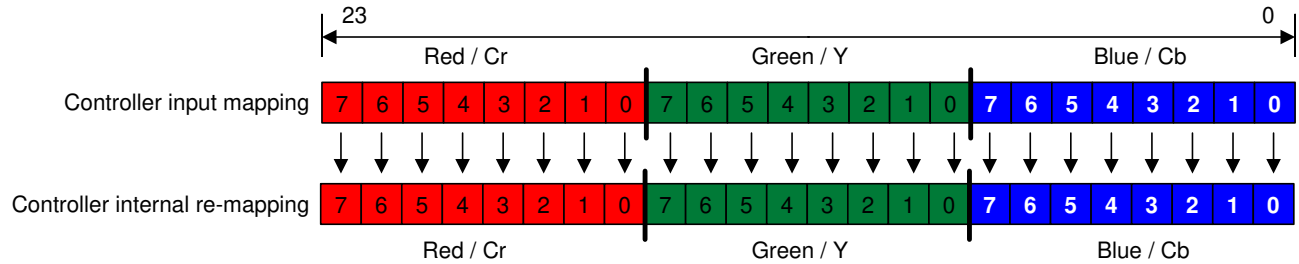 23 0
Red / Cr Green / Y Blue / Cb
Controller input mapping 7 6 5 4 3 2 1 0 7 6 5 4 3 2 1 0 7 6 5 4 3 2 1 0
Controller internal re-mapping 7 6 5 4 3 2 1 0 7 6 5 4 3 2 1 0 7 6 5 4 3 2 1 0
Red / Cr Green / Y Blue / Cb